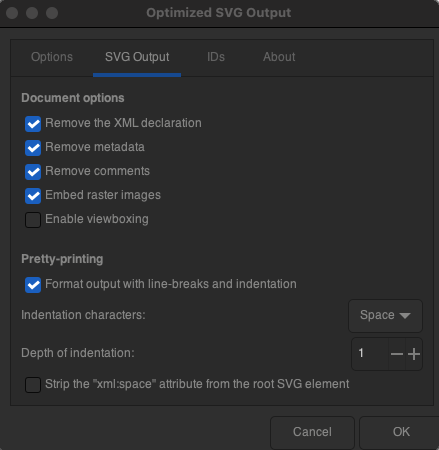 Optimized SVG Output
Options SVG Output IDs About
Document options
Remove the XML declaration
Remove metadata
Remove comments
Embed raster images
Enable viewboxing
Pretty-printing
Format output with line-breaks and indentation
Indentation characters: Space
Depth of indentation: 1
Strip the "xml:space" attribute from the root SVG element
Cancel OK